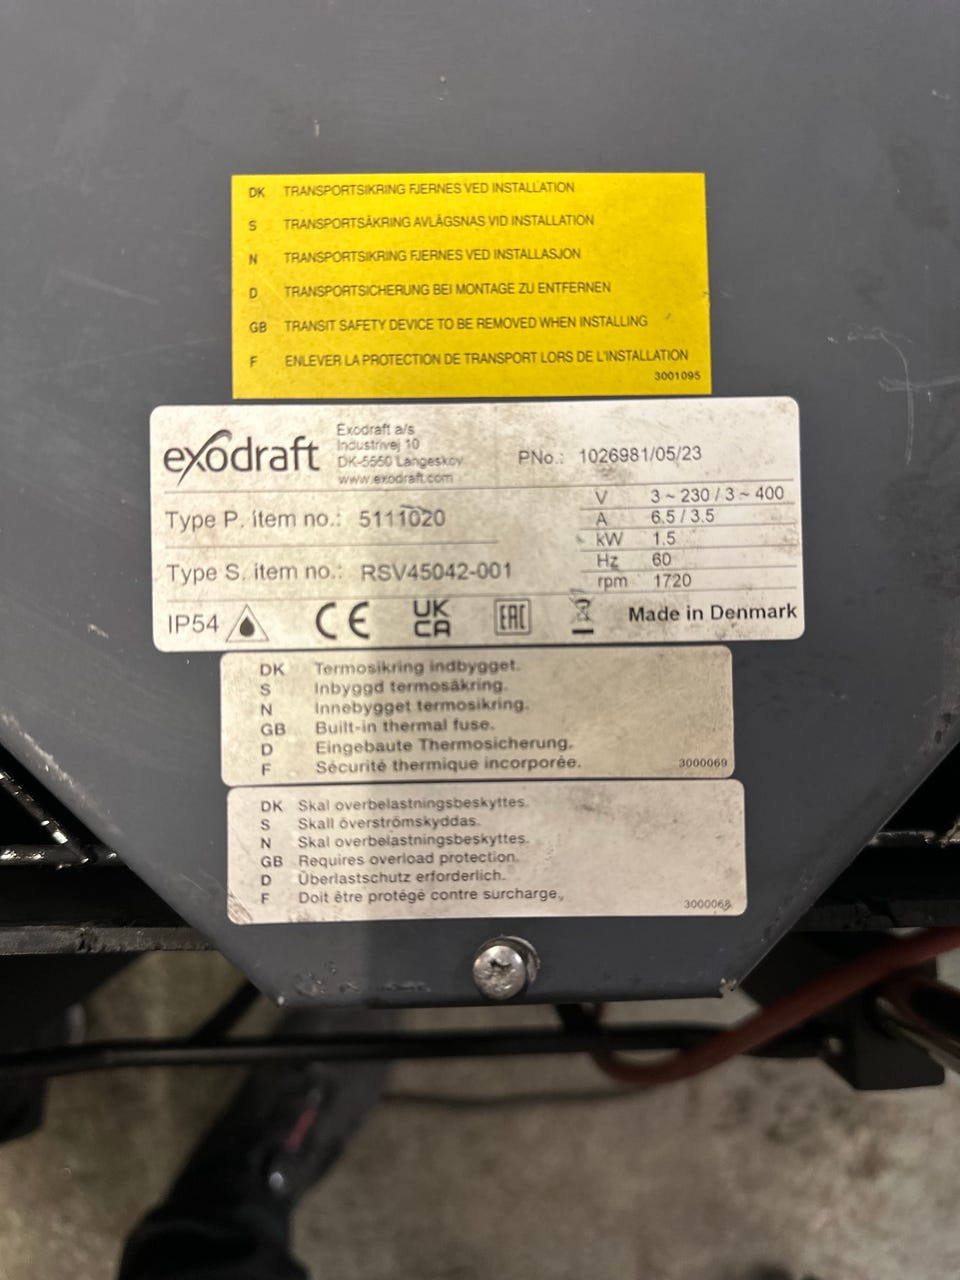 DK TRANSPORTSIKRING FJERNES VED INSTALLATION
S TRANSPORTSÄKRING AVLÄGSNAS VID INSTALLATION
N TRANSPORTSIKRING FJERNES VED INSTALLASJON
D TRANSPORTSICHERUNG BEI MONTAGE ZU ENTFERNEN
GB TRANSIT SAFETY DEVICE TO BE REMOVED WHEN INSTALLING
F ENLEVER LA PROTECTION DE TRANSPORT LORS DE L'INSTALLATION
3001095
exodraft
Exodraft a/s
Industrivej 10
DK-5550 Langeskov
www.exodraft.com
PNo.: 1026981/05/23
Type P. item no.: 5111020
Type S. item no.: RSV45042-001
V 3 ~ 230 / 3 ~ 400
A 6.5 / 3.5
kW 1.5
Hz 60
rpm 1720
IP54 CE UK CA EAC Made in Denmark
DK Termosikring indbygget.
S Inbyggd termosäkring.
N Innebygget termosikring.
GB Built-in thermal fuse.
D Eingebaute Thermosicherung.
F Sécurité thermique incorporée.
3000069
DK Skal overbelastningsbeskyttes.
S Skall överströmskyddas.
N Skal overbelastningsbeskyttes.
GB Requires overload protection.
D Überlastschutz erforderlich.
F Doit être protégé contre surcharge.
3000068